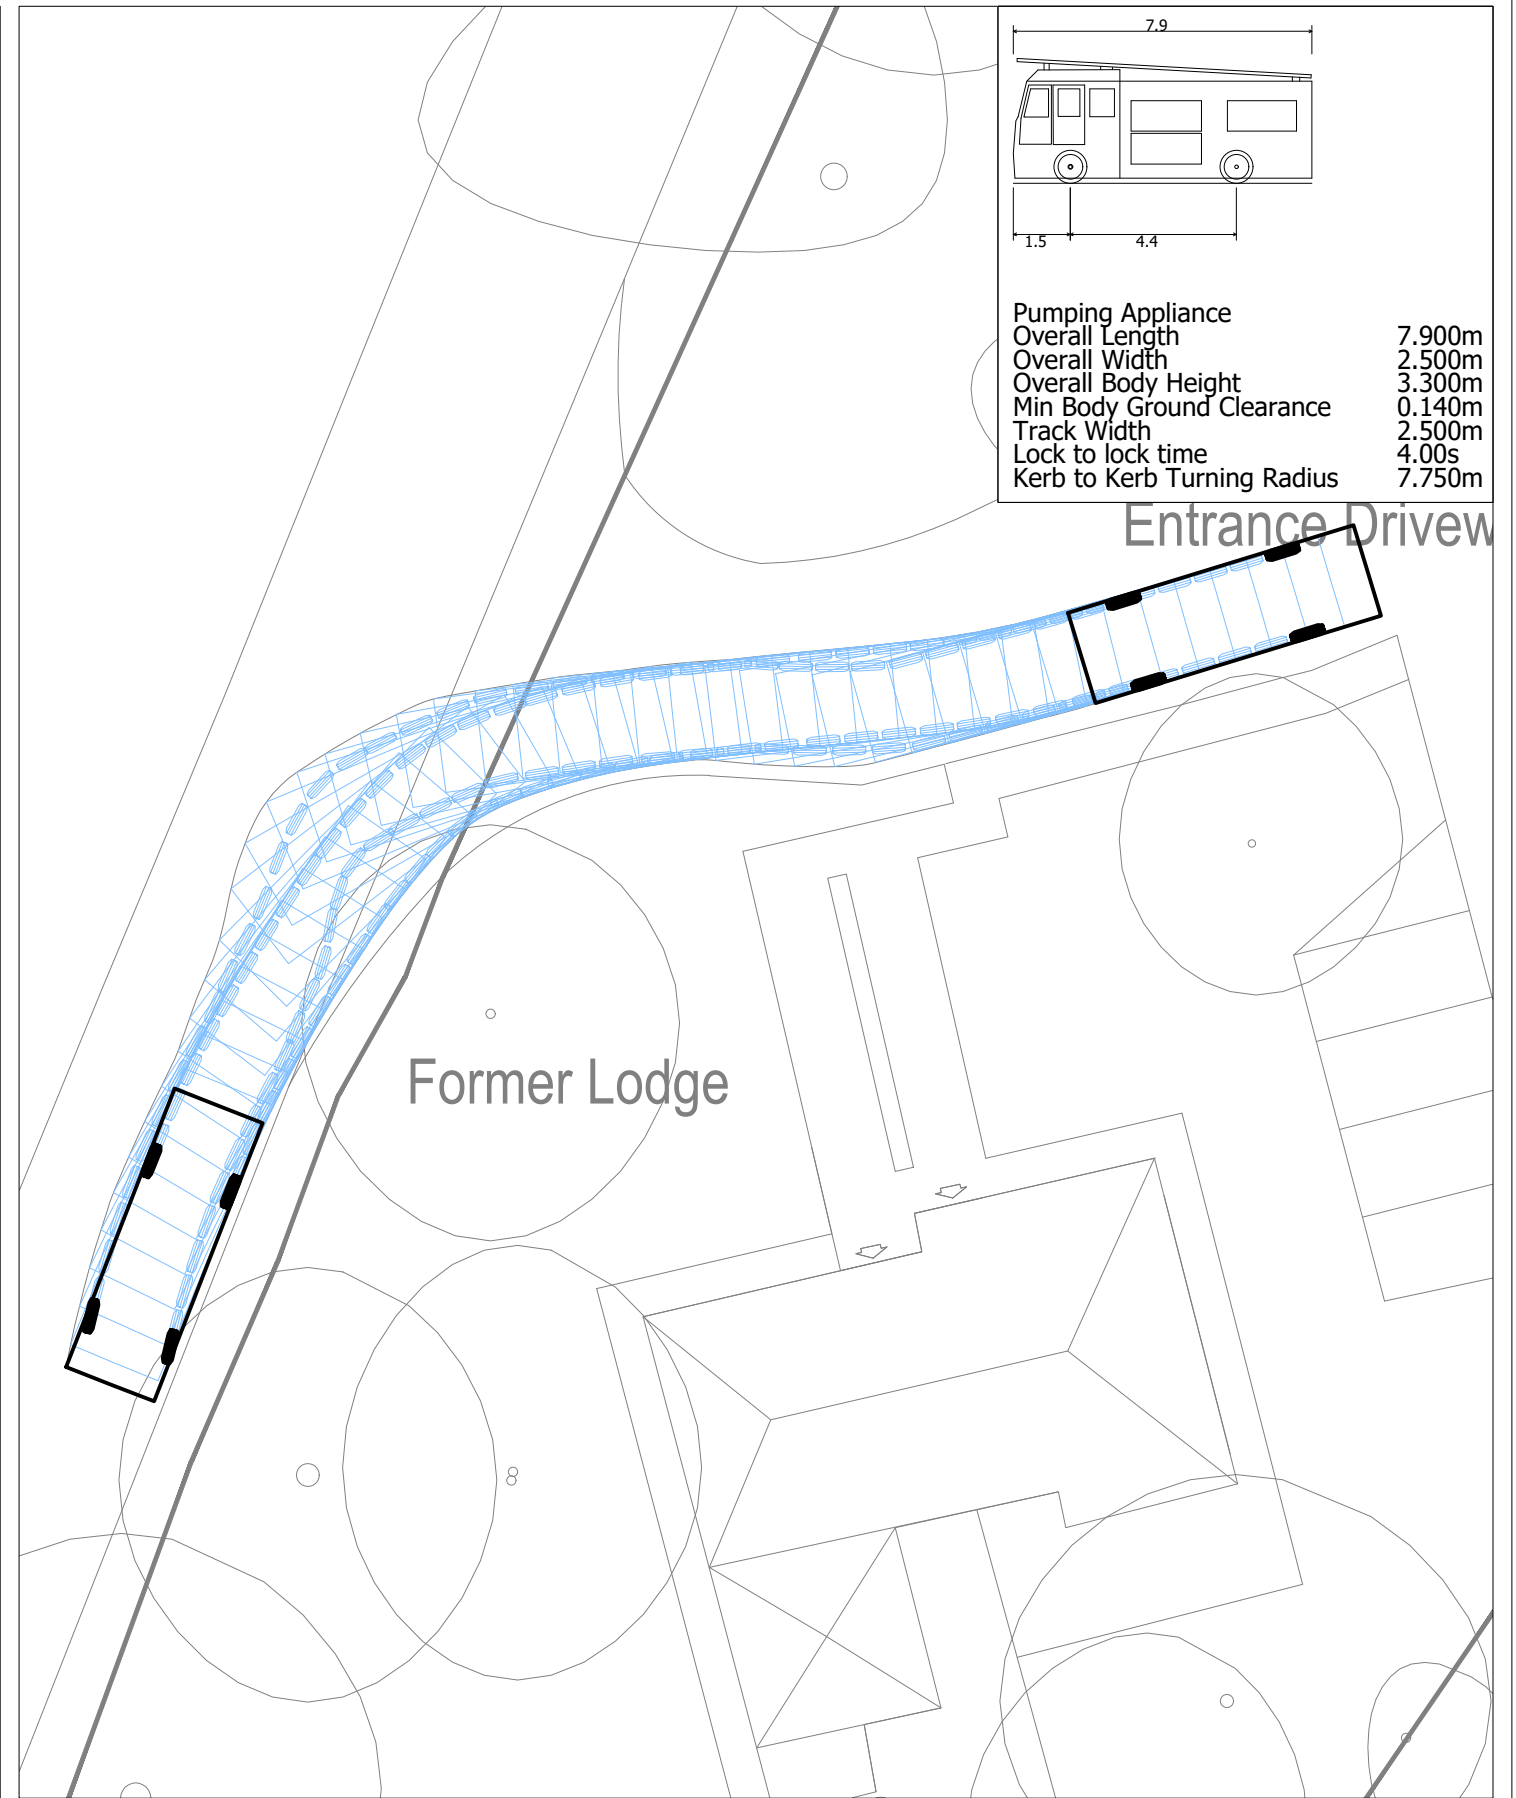 7.9
1.5 4.4
Pumping Appliance
Overall Length 7.900m
Overall Width 2.500m
Overall Body Height 3.300m
Min Body Ground Clearance 0.140m
Track Width 2.500m
Lock to lock time 4.00s
Kerb to Kerb Turning Radius 7.750m
Entrance Drivew
Former Lodge